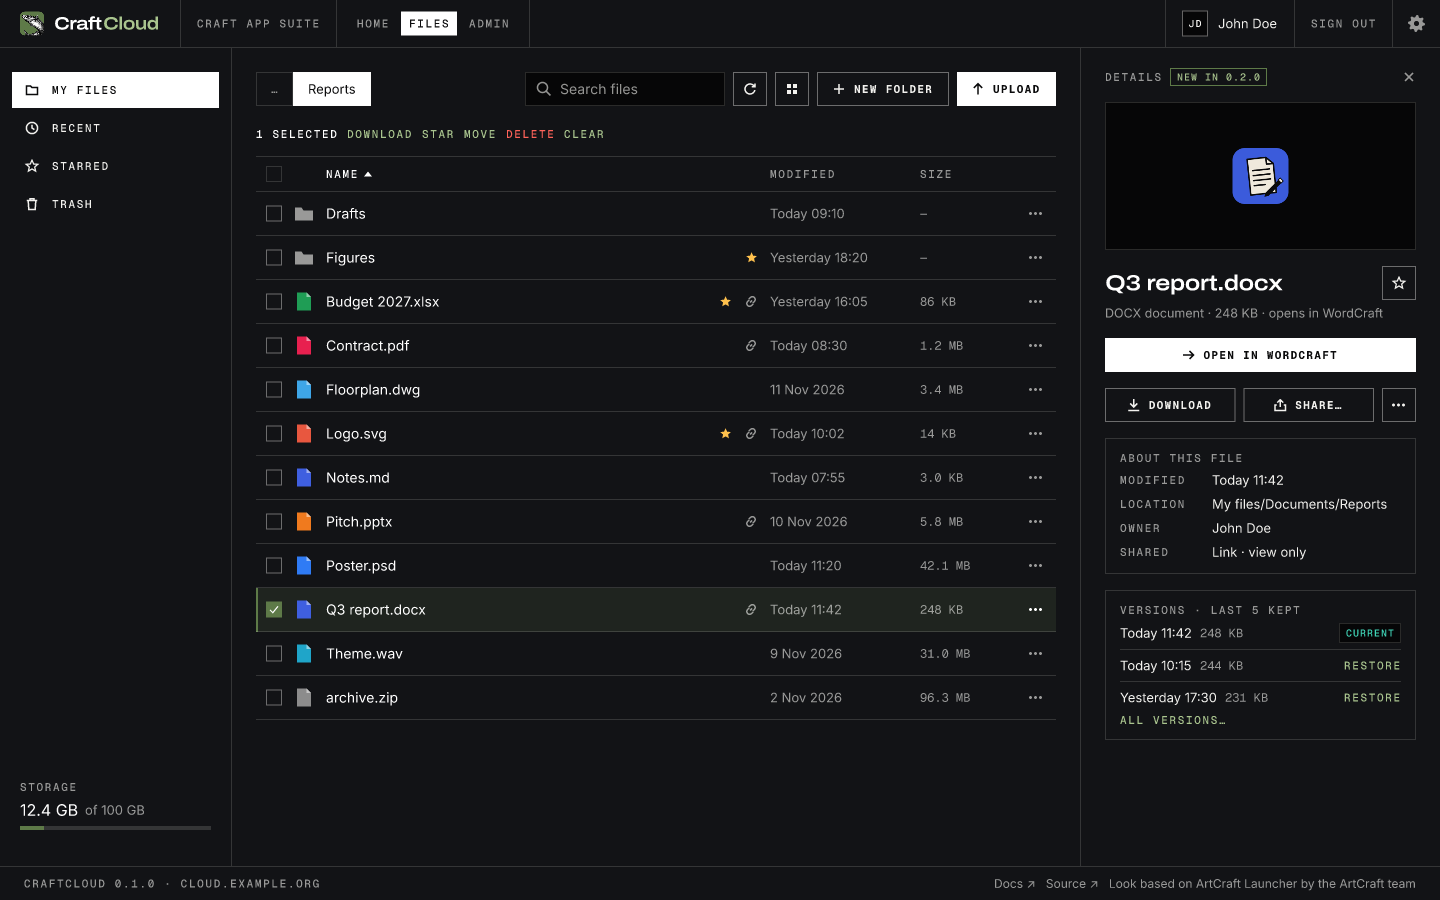 CraftCloud CRAFT APP SUITE HOME FILES ADMIN JD John Doe SIGN OUT
MY FILES
RECENT
STARRED
TRASH
STORAGE
12.4 GB of 100 GB
… Reports Search files NEW FOLDER UPLOAD
1 SELECTED DOWNLOAD STAR MOVE DELETE CLEAR
NAME MODIFIED SIZE
Drafts Today 09:10 –
Figures Yesterday 18:20 –
Budget 2027.xlsx Yesterday 16:05 86 KB
Contract.pdf Today 08:30 1.2 MB
Floorplan.dwg 11 Nov 2026 3.4 MB
Logo.svg Today 10:02 14 KB
Notes.md Today 07:55 3.0 KB
Pitch.pptx 10 Nov 2026 5.8 MB
Poster.psd Today 11:20 42.1 MB
Q3 report.docx Today 11:42 248 KB
Theme.wav 9 Nov 2026 31.0 MB
archive.zip 2 Nov 2026 96.3 MB
DETAILS NEW IN 0.2.0
Q3 report.docx
DOCX document · 248 KB · opens in WordCraft
OPEN IN WORDCRAFT
DOWNLOAD SHARE…
ABOUT THIS FILE
MODIFIED Today 11:42
LOCATION My files/Documents/Reports
OWNER John Doe
SHARED Link · view only
VERSIONS · LAST 5 KEPT
Today 11:42 248 KB CURRENT
Today 10:15 244 KB RESTORE
Yesterday 17:30 231 KB RESTORE
ALL VERSIONS…
CRAFTCLOUD 0.1.0 · CLOUD.EXAMPLE.ORG Docs ↗ Source ↗ Look based on ArtCraft Launcher by the ArtCraft team